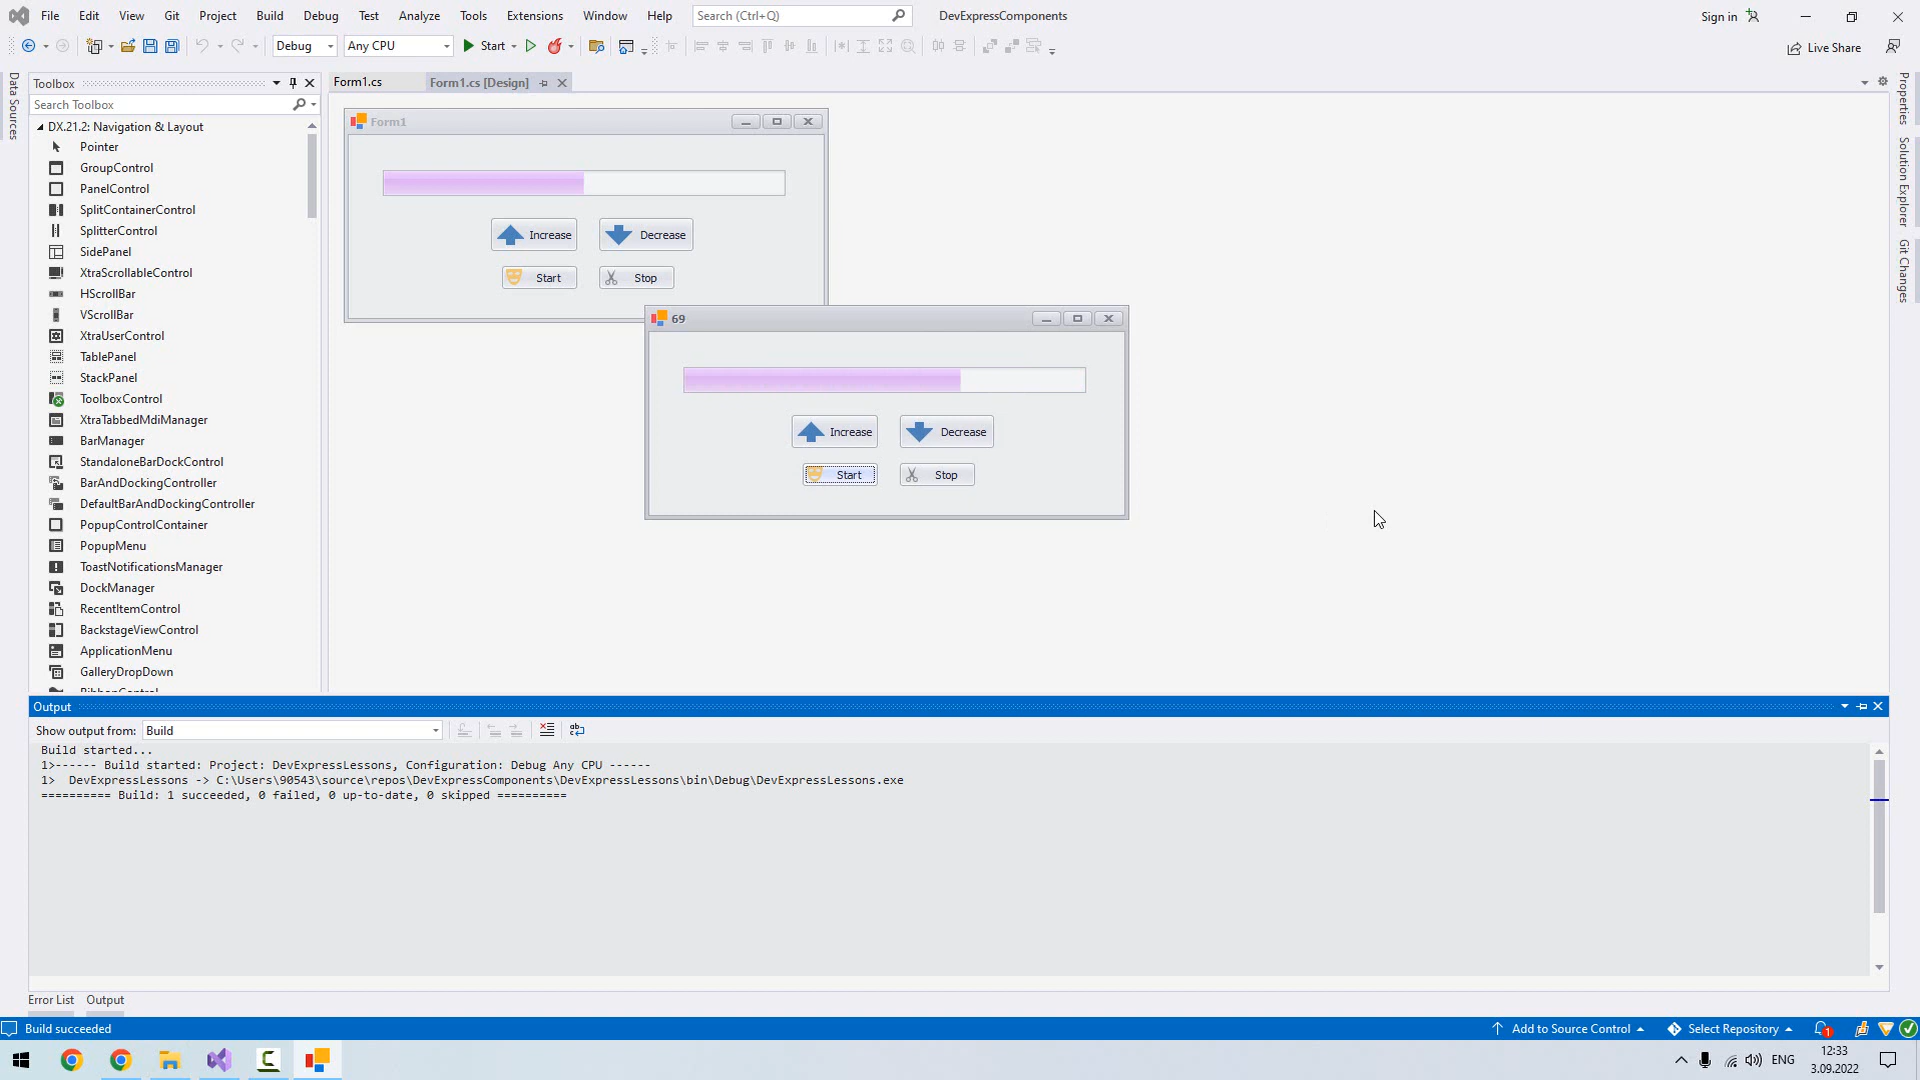 File Edit View Git Project Build Debug Test Analyze Tools Extensions Window Help Search (Ctrl+Q) DevExpressComponents Sign in
Debug Any CPU Start Live Share
Data Sources
Toolbox
Search Toolbox
DX.21.2: Navigation & Layout
Pointer
GroupControl
PanelControl
SplitContainerControl
SplitterControl
SidePanel
XtraScrollableControl
HScrollBar
VScrollBar
XtraUserControl
TablePanel
StackPanel
ToolboxControl
XtraTabbedMdiManager
BarManager
StandaloneBarDockControl
BarAndDockingController
DefaultBarAndDockingController
PopupControlContainer
PopupMenu
ToastNotificationsManager
DockManager
RecentItemControl
BackstageViewControl
ApplicationMenu
GalleryDropDown
RibbonControl
Form1.cs Form1.cs [Design]
Form1
Increase Decrease
Start Stop
69
Increase Decrease
Start Stop
Properties
Solution Explorer
Git Changes
Output
Show output from: Build
Build started...
1>------ Build started: Project: DevExpressLessons, Configuration: Debug Any CPU ------
1>  DevExpressLessons -> C:\Users\90543\source\repos\DevExpressComponents\DevExpressLessons\bin\Debug\DevExpressLessons.exe
========== Build: 1 succeeded, 0 failed, 0 up-to-date, 0 skipped ==========
Error List Output
Build succeeded Add to Source Control Select Repository 1
ENG 12:33
3.09.2022